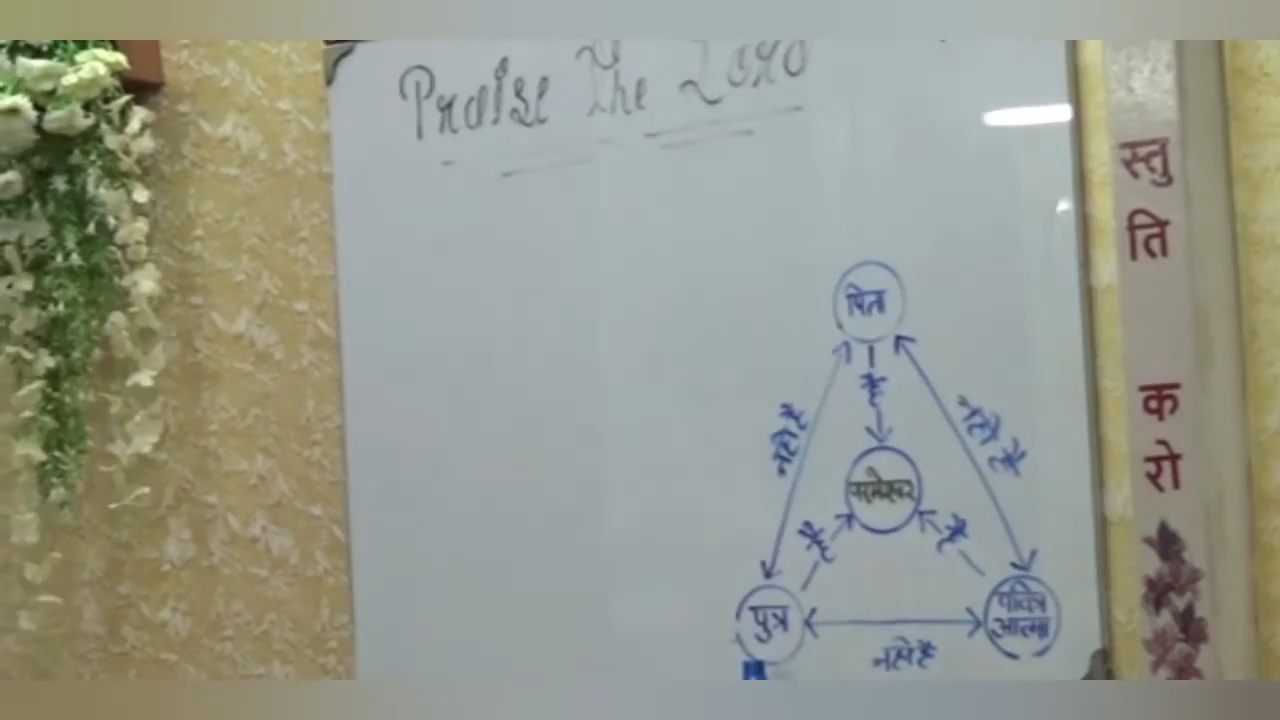 Praise The Lord
पिता
है
नहीं है
नहीं है
परमेश्वर
है
है
पुत्र
पवित्र
आत्मा
नहीं है
स्तु
ति
क
रो